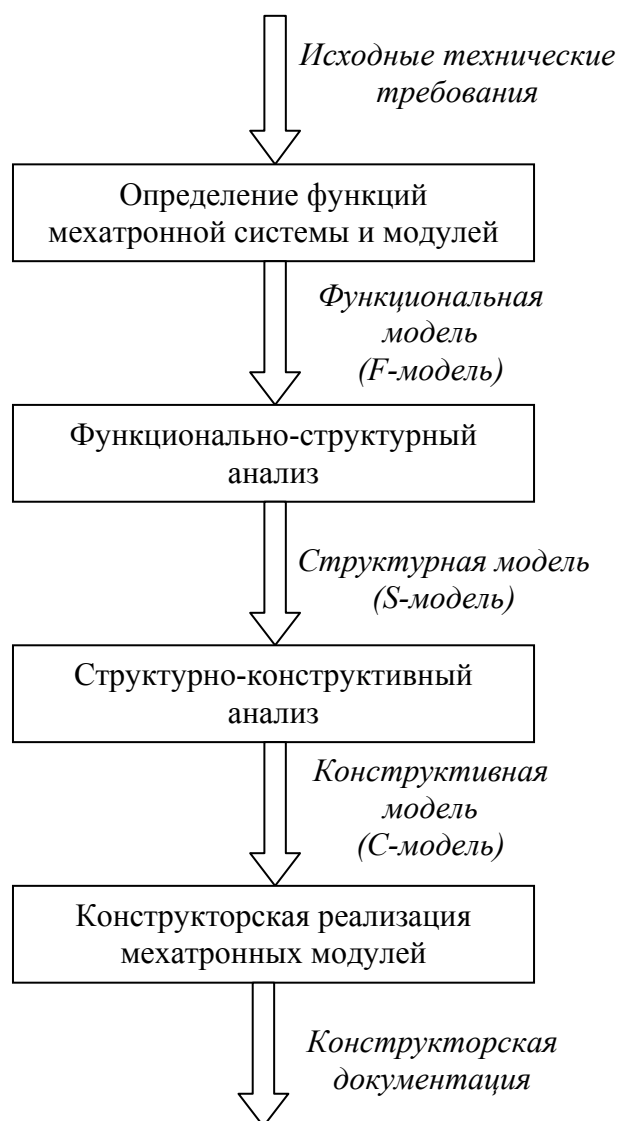 Исходные технические
требования
Определение функций
мехатронной системы и модулей
Функциональная
модель
(F-модель)
Функционально-структурный
анализ
Структурная модель
(S-модель)
Структурно-конструктивный
анализ
Конструктивная
модель
(C-модель)
Конструкторская реализация
мехатронных модулей
Конструкторская
документация